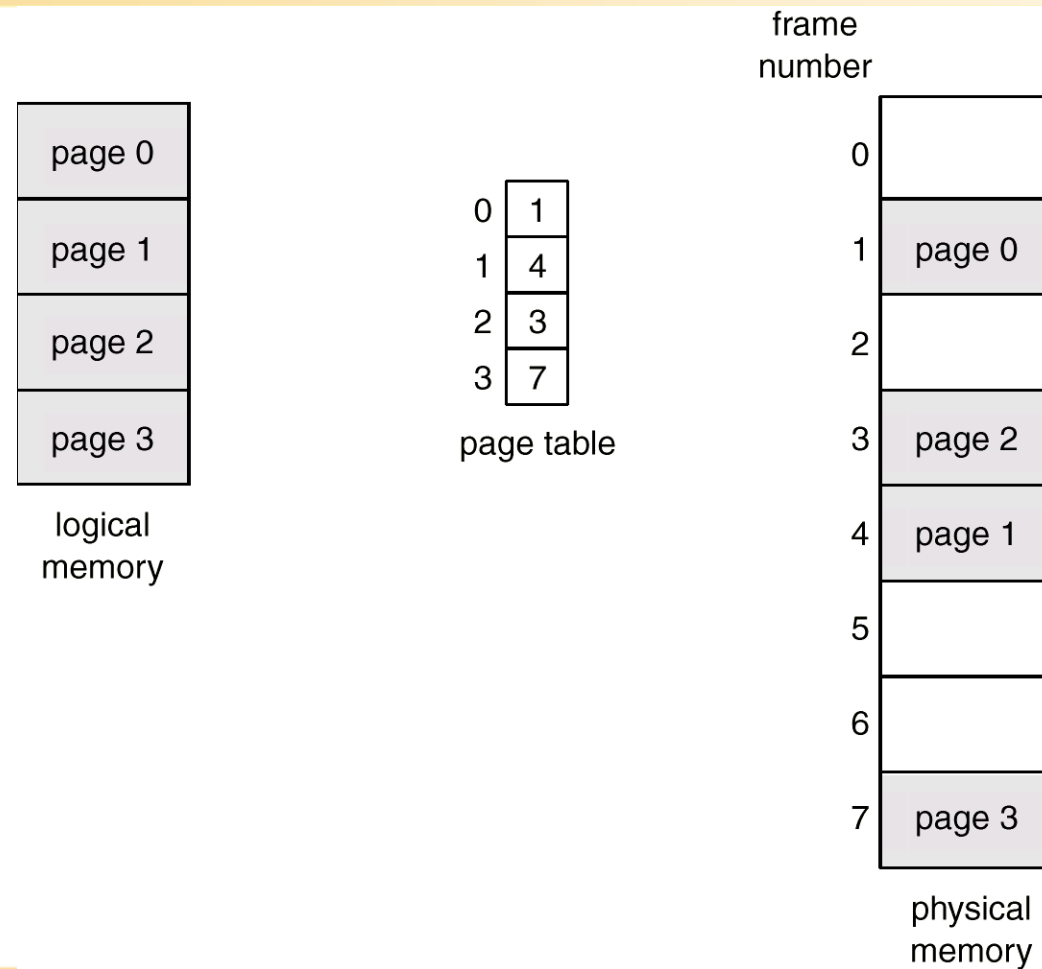 frame
number
page 0
page 1
page 2
page 3
logical
memory
0 1
1 4
2 3
3 7
page table
0
1 page 0
2
3 page 2
4 page 1
5
6
7 page 3
physical
memory